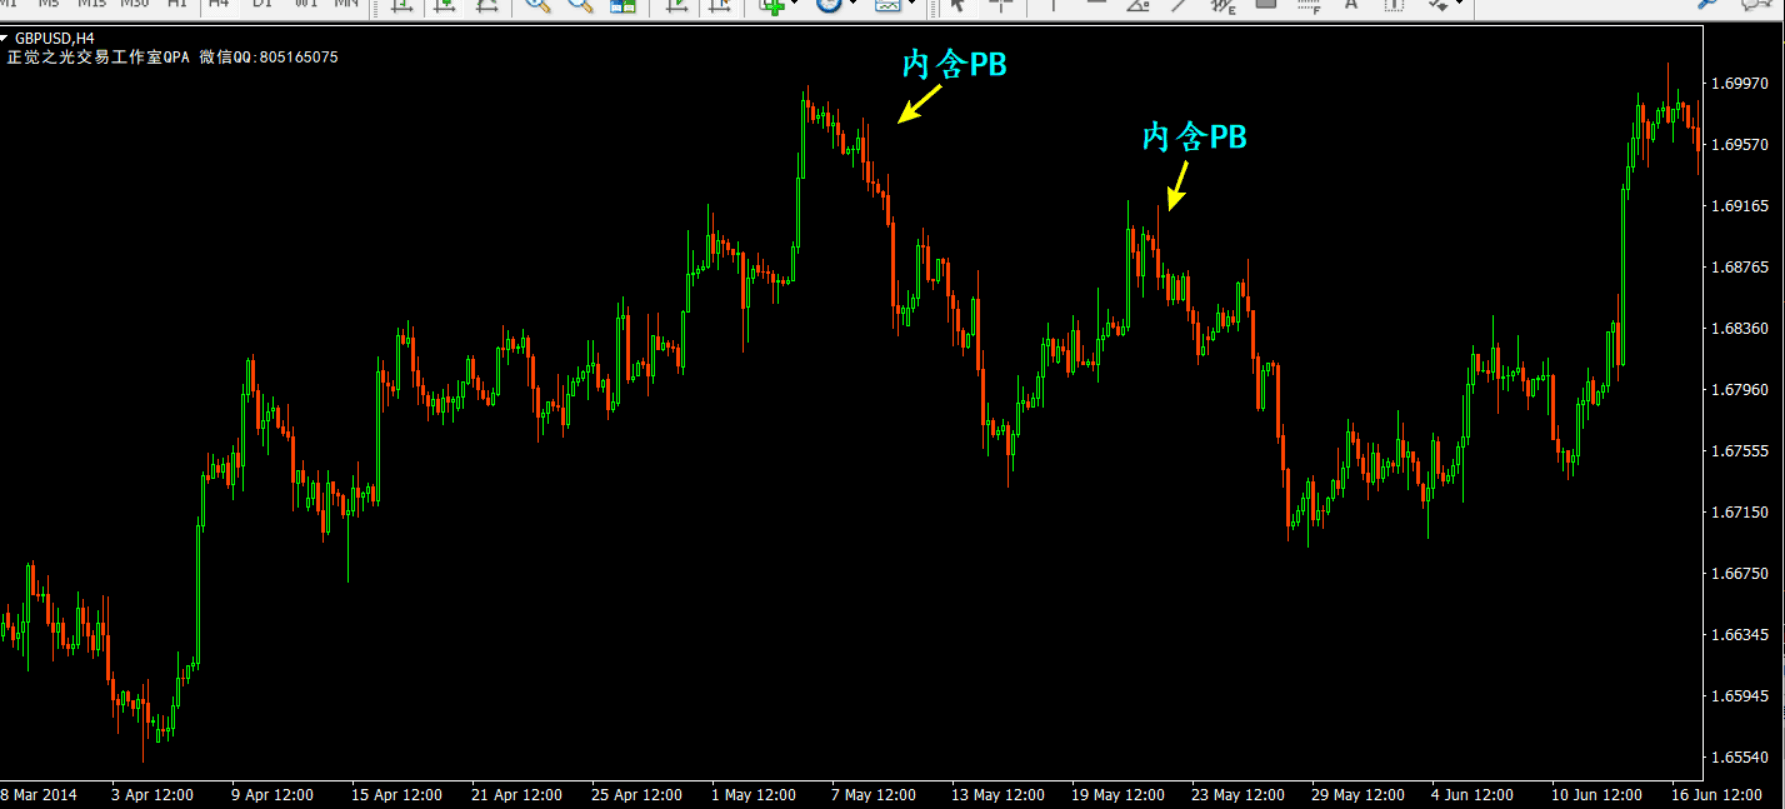 M1 M5 M15 M30 H1 H4 D1 W1 MN
GBPUSD,H4
正觉之光交易工作室QPA 微信QQ:805165075
内含PB
内含PB
1.69970
1.69570
1.69165
1.68765
1.68360
1.67960
1.67555
1.67150
1.66750
1.66345
1.65945
1.65540
8 Mar 2014 3 Apr 12:00 9 Apr 12:00 15 Apr 12:00 21 Apr 12:00 25 Apr 12:00 1 May 12:00 7 May 12:00 13 May 12:00 19 May 12:00 23 May 12:00 29 May 12:00 4 Jun 12:00 10 Jun 12:00 16 Jun 12:00